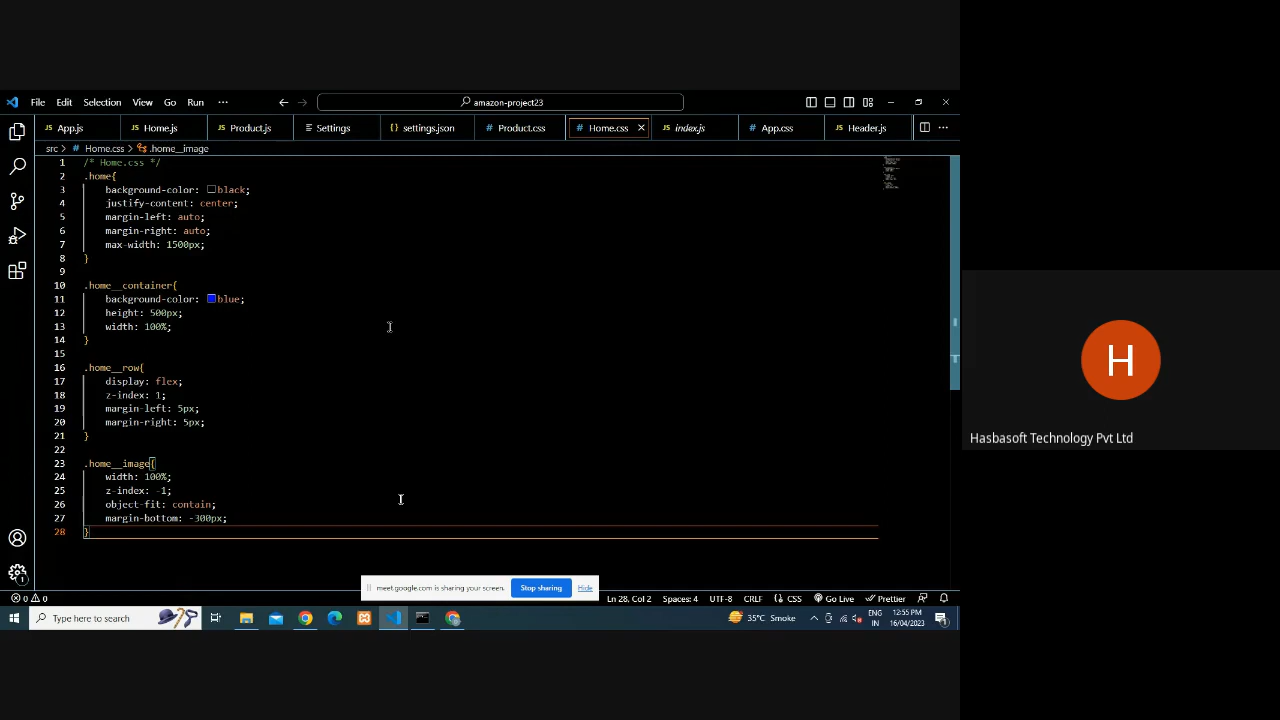 File Edit Selection View Go Run ··· amazon-project23
App.js Home.js Product.js Settings settings.json Product.css Home.css index.js App.css Header.js
src > Home.css > .home__image
1 /* Home.css */
2 .home{
3 background-color: black;
4 justify-content: center;
5 margin-left: auto;
6 margin-right: auto;
7 max-width: 1500px;
8 }
9
10 .home__container{
11 background-color: blue;
12 height: 500px;
13 width: 100%;
14 }
15
16 .home__row{
17 display: flex;
18 z-index: 1;
19 margin-left: 5px;
20 margin-right: 5px;
21 }
22
23 .home__image{
24 width: 100%;
25 z-index: -1;
26 object-fit: contain;
27 margin-bottom: -300px;
28 }
H
Hasbasoft Technology Pvt Ltd
meet.google.com is sharing your screen. Stop sharing Hide
0 0 Ln 28, Col 2 Spaces: 4 UTF-8 CRLF CSS Go Live Prettier
Type here to search 35°C Smoke ENG IN 12:55 PM 16/04/2023